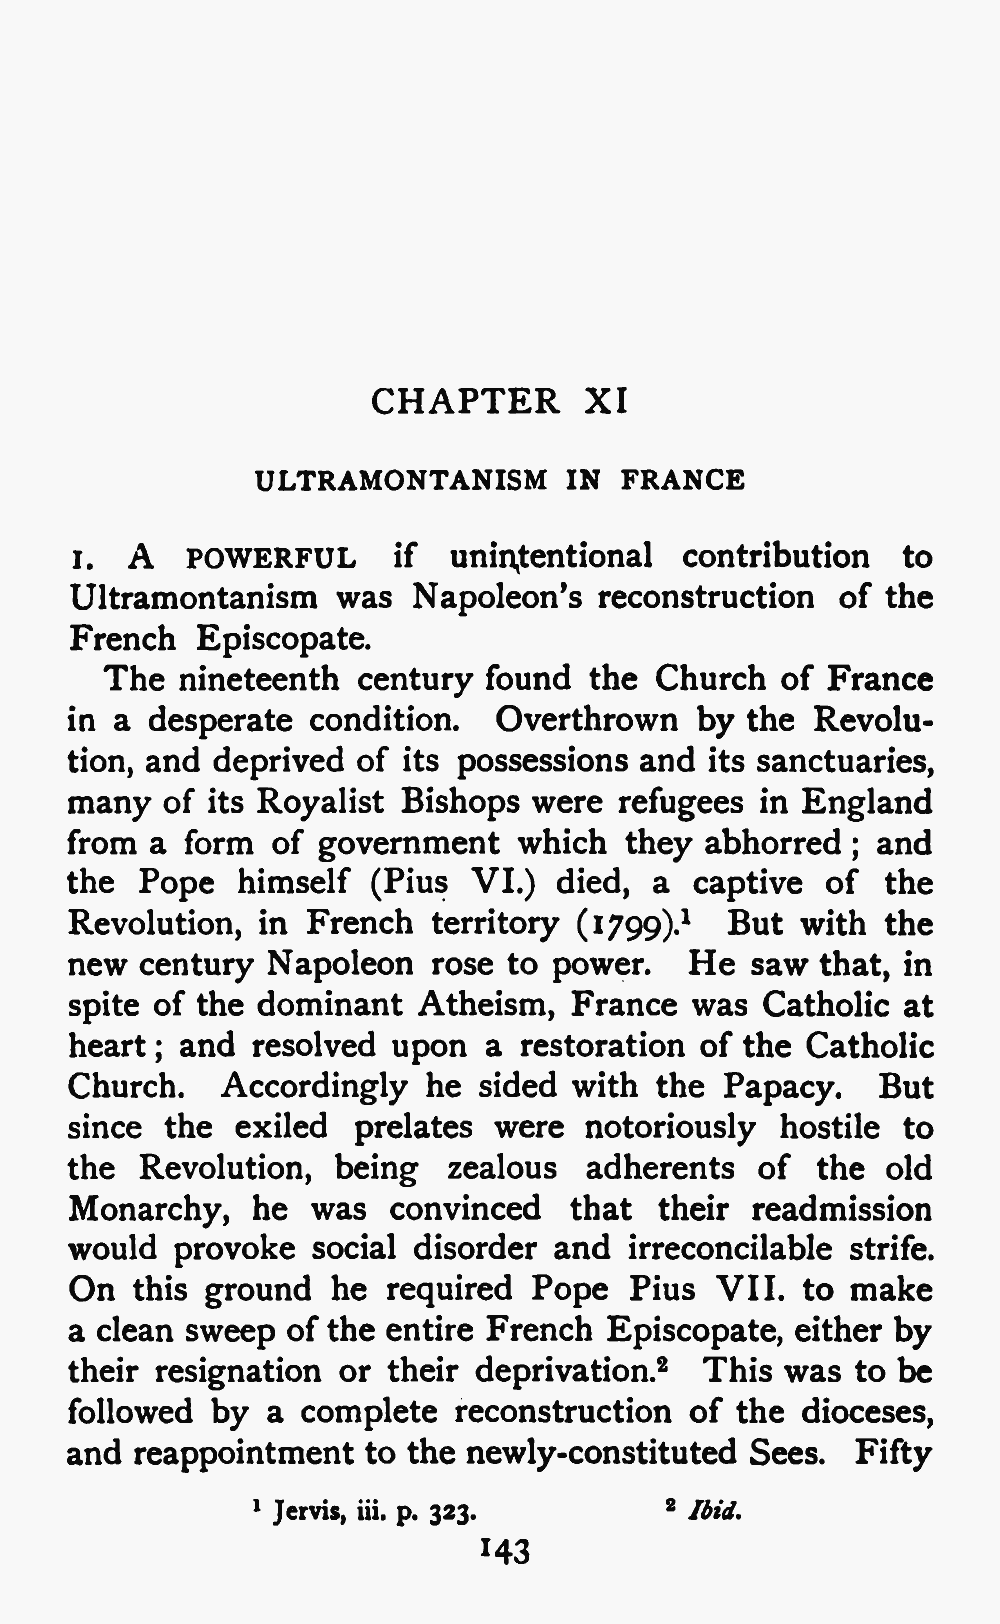 CHAPTER XI
ULTRAMONTANISM IN FRANCE
1. A POWERFUL if unintentional contribution to
Ultramontanism was Napoleon's reconstruction of the
French Episcopate.
The nineteenth century found the Church of France
in a desperate condition. Overthrown by the Revolu-
tion, and deprived of its possessions and its sanctuaries,
many of its Royalist Bishops were refugees in England
from a form of government which they abhorred ; and
the Pope himself (Pius VI.) died, a captive of the
Revolution, in French territory (1799).¹ But with the
new century Napoleon rose to power. He saw that, in
spite of the dominant Atheism, France was Catholic at
heart ; and resolved upon a restoration of the Catholic
Church. Accordingly he sided with the Papacy. But
since the exiled prelates were notoriously hostile to
the Revolution, being zealous adherents of the old
Monarchy, he was convinced that their readmission
would provoke social disorder and irreconcilable strife.
On this ground he required Pope Pius VII. to make
a clean sweep of the entire French Episcopate, either by
their resignation or their deprivation.² This was to be
followed by a complete reconstruction of the dioceses,
and reappointment to the newly-constituted Sees. Fifty
¹ Jervis, iii. p. 323. ² Ibid.
143